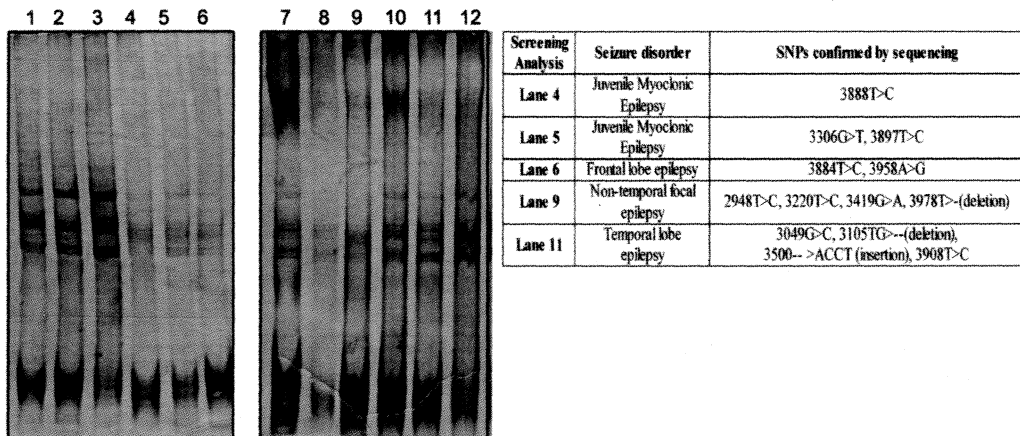 1 2 3 4 5 6 7 8 9 10 11 12
Screening
Analysis
Seizure disorder
SNPs confirmed by sequencing
Lane 4
Juvenile Myoclonic
Epilepsy
3888T>C
Lane 5
Juvenile Myoclonic
Epilepsy
3306G>T, 3897T>C
Lane 6
Frontal lobe epilepsy
3884T>C, 3958A>G
Lane 9
Non-temporal focal
epilepsy
2948T>C, 3220T>C, 3419G>A, 3978T>-(deletion)
Lane 11
Temporal lobe
epilepsy
3049G>C, 3105TG>--(deletion),
3500-- >ACCT (insertion), 3908T>C